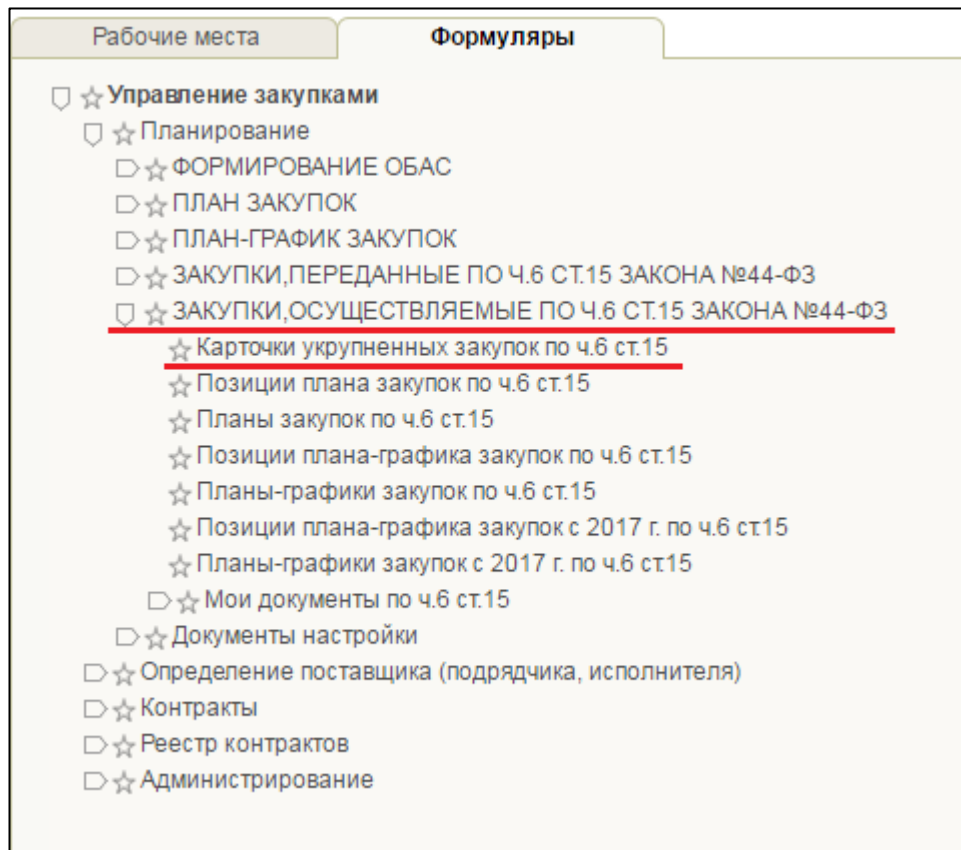 Рабочие места
Формуляры
Управление закупками
Планирование
ФОРМИРОВАНИЕ ОБАС
ПЛАН ЗАКУПОК
ПЛАН-ГРАФИК ЗАКУПОК
ЗАКУПКИ,ПЕРЕДАННЫЕ ПО Ч.6 СТ.15 ЗАКОНА №44-ФЗ
ЗАКУПКИ,ОСУЩЕСТВЛЯЕМЫЕ ПО Ч.6 СТ.15 ЗАКОНА №44-ФЗ
Карточки укрупненных закупок по ч.6 ст.15
Позиции плана закупок по ч.6 ст.15
Планы закупок по ч.6 ст.15
Позиции плана-графика закупок по ч.6 ст.15
Планы-графики закупок по ч.6 ст.15
Позиции плана-графика закупок с 2017 г. по ч.6 ст.15
Планы-графики закупок с 2017 г. по ч.6 ст.15
Мои документы по ч.6 ст.15
Документы настройки
Определение поставщика (подрядчика, исполнителя)
Контракты
Реестр контрактов
Администрирование